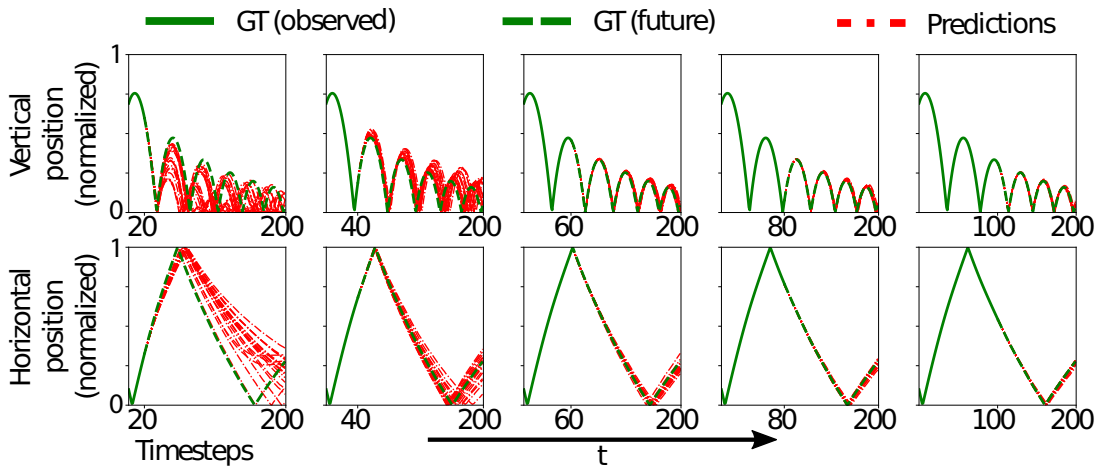 GT (observed)
GT (future)
Predictions
Vertical
position
(normalized)
1
0
20
200
40
200
60
200
80
200
100
200
Horizontal
position
(normalized)
1
0
20
200
40
200
60
200
80
200
100
200
Timesteps
t